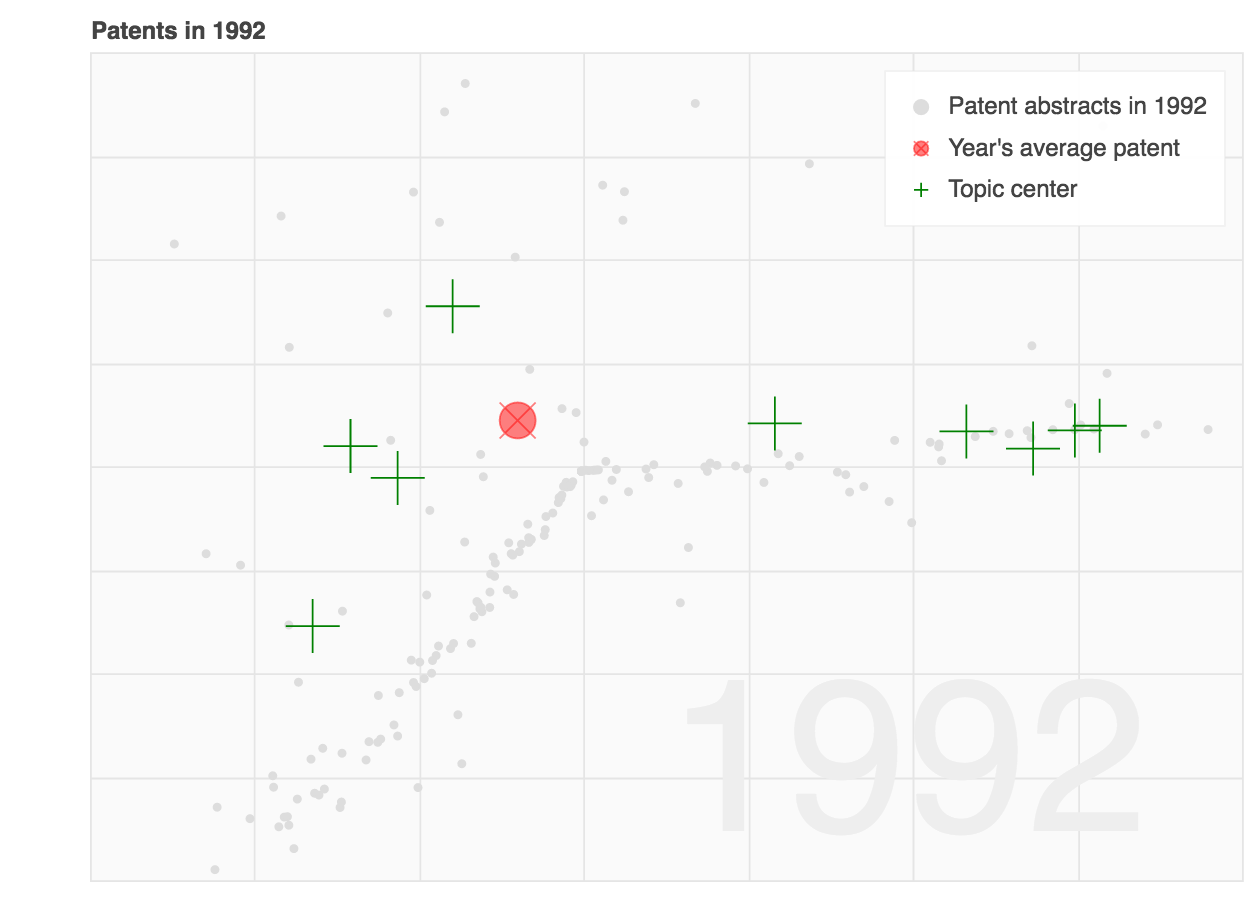 Patents in 1992
Patent abstracts in 1992
Year's average patent
Topic center
1992